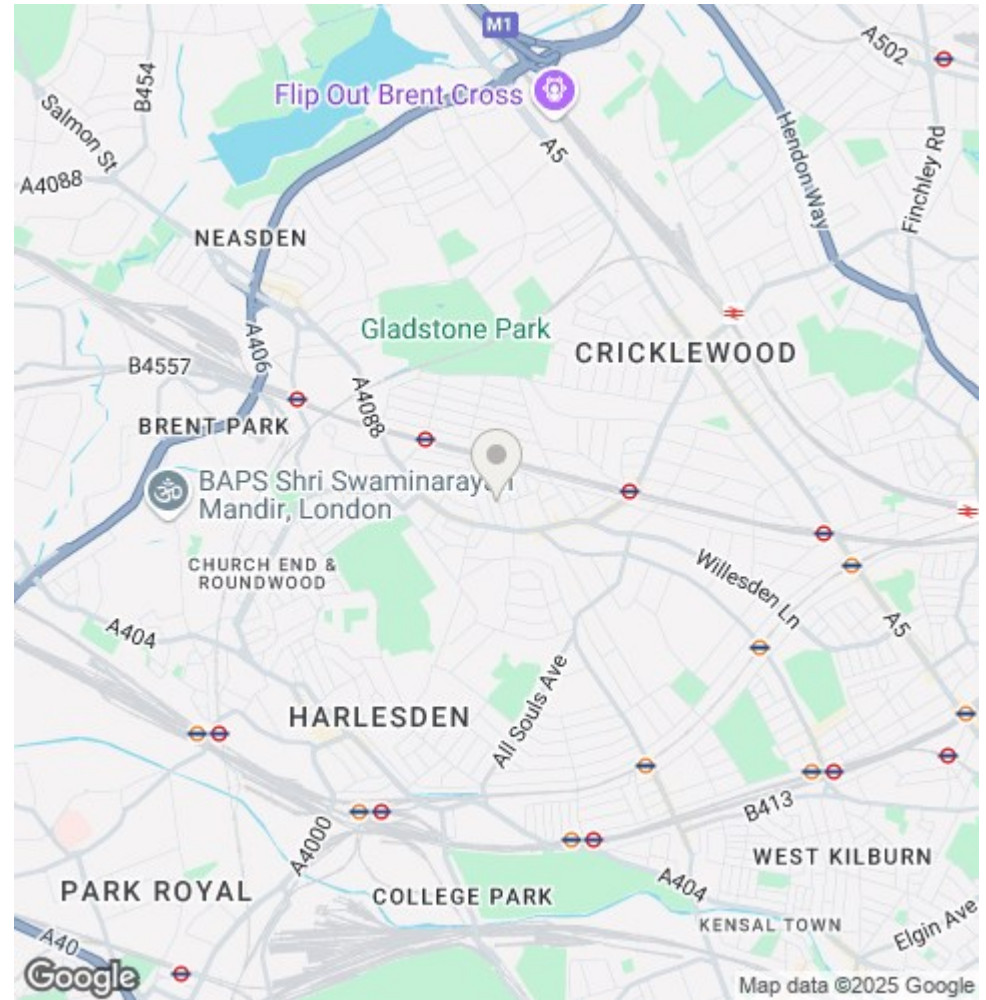 M1
A502
B454
Flip Out Brent Cross
Salmon St
A5
Hendon Way
A4088
Finchley Rd
NEASDEN
Gladstone Park
A406
CRICKLEWOOD
B4557
A4088
BRENT PARK
BAPS Shri Swaminarayan
Mandir, London
CHURCH END &
ROUNDWOOD
Willesden Ln
A404
A5
HARLESDEN
All Souls Ave
B413
A4000
WEST KILBURN
PARK ROYAL
COLLEGE PARK
A404
KENSAL TOWN
Elgin Ave
A40
Google
Map data ©2025 Google